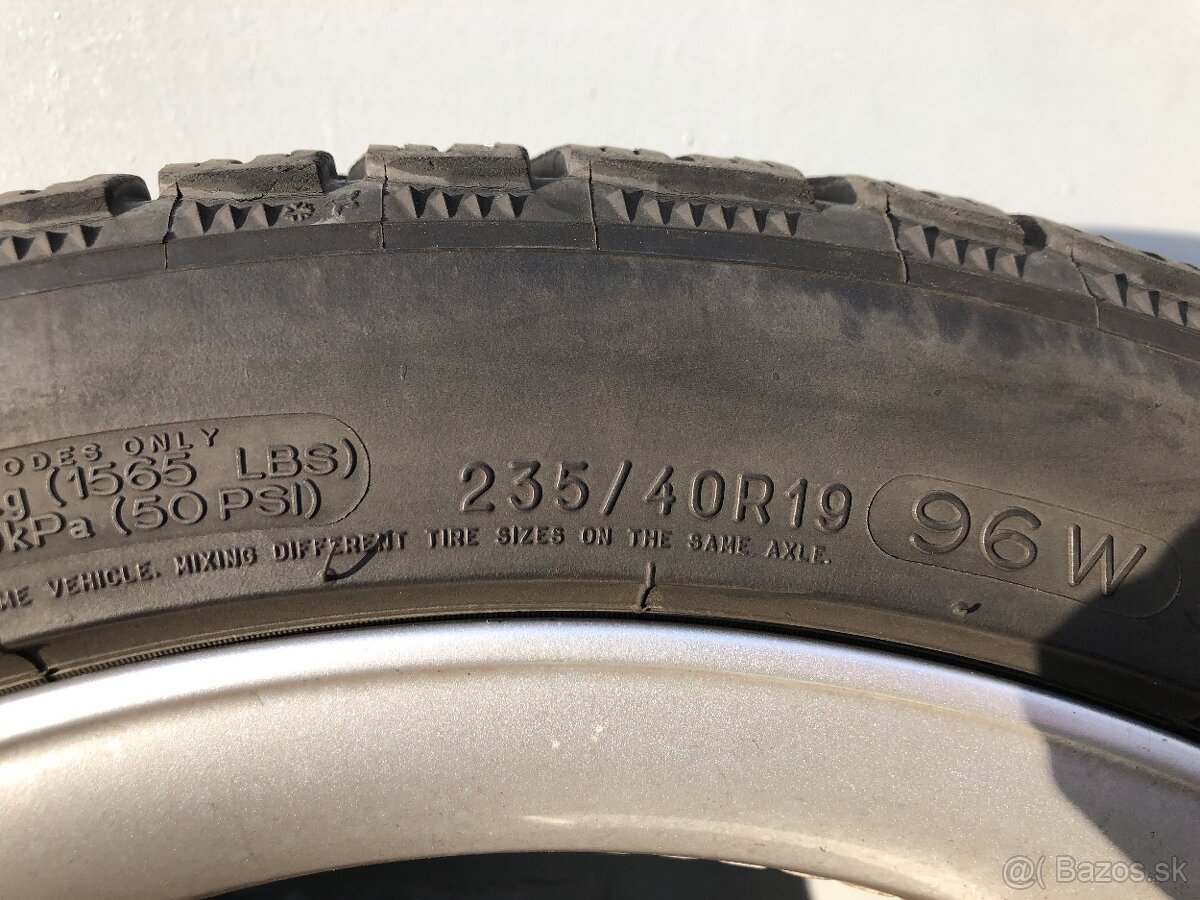 ODES ONLY
g (1565 LBS)
kPa (50 PSI)
235/40R19 96W
ME VEHICLE. MIXING DIFFERENT TIRE SIZES ON THE SAME AXLE.
@( Bazos.sk